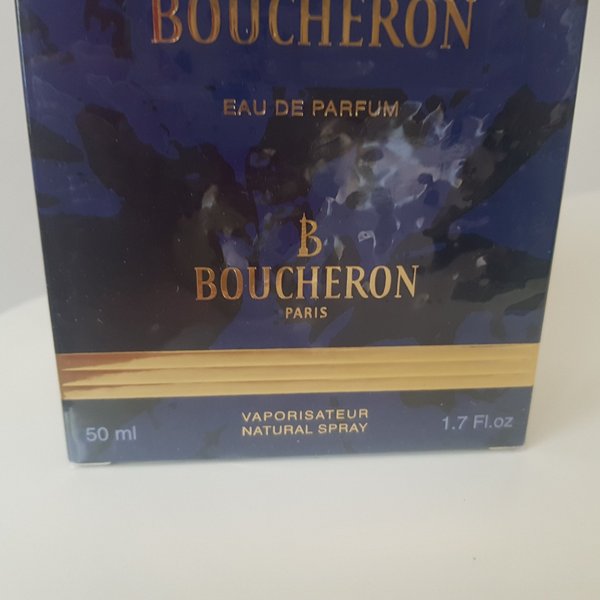 BOUCHERON
EAU DE PARFUM
B
BOUCHERON
PARIS
50 ml
VAPORISATEUR
NATURAL SPRAY
1.7 Fl.oz